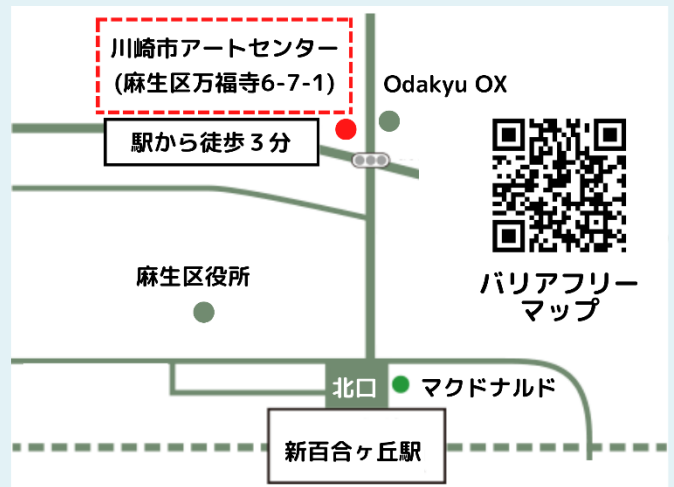 川崎市アートセンター
(麻生区万福寺6-7-1)
Odakyu OX
駅から徒歩３分
バリアフリー
マップ
麻生区役所
北口
マクドナルド
新百合ヶ丘駅